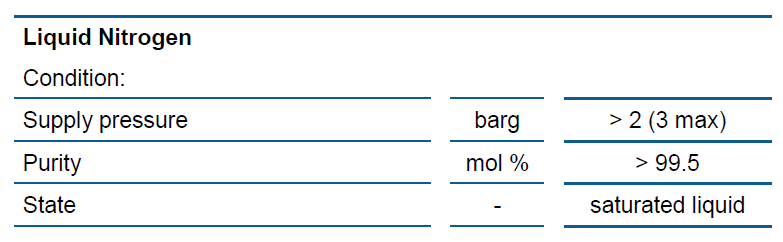 Liquid Nitrogen
Condition:
Supply pressure barg > 2 (3 max)
Purity mol % > 99.5
State - saturated liquid